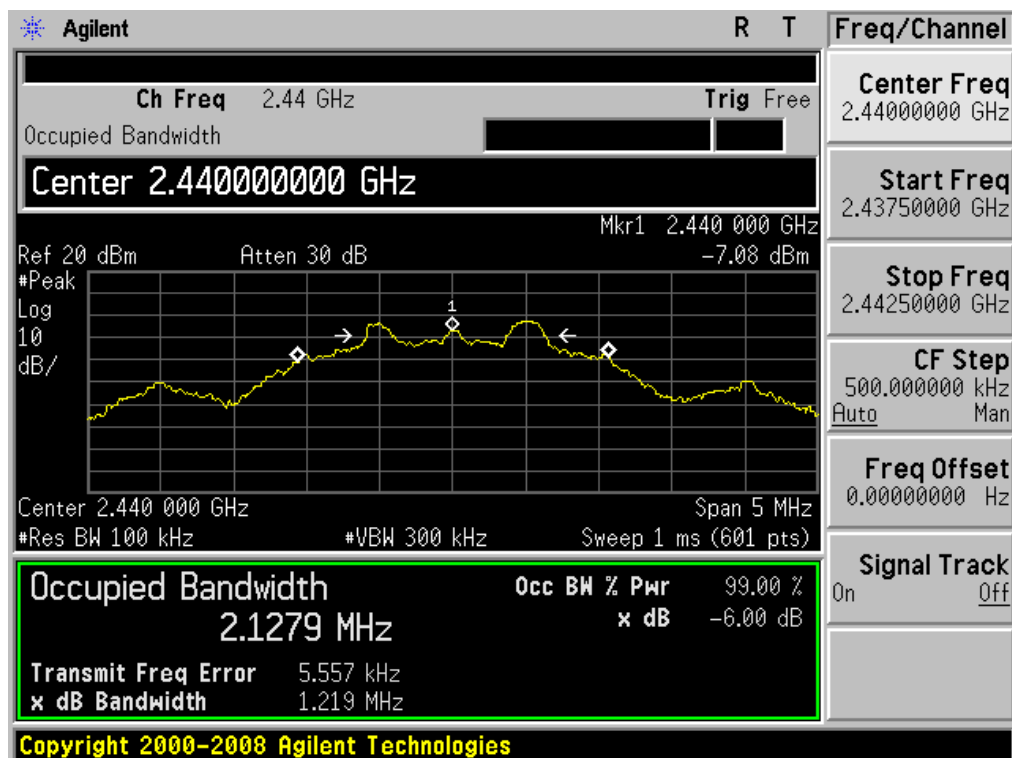 Agilent R T
Freq/Channel
Ch Freq 2.44 GHz Trig Free
Occupied Bandwidth
Center 2.440000000 GHz
Mkr1 2.440 000 GHz
Ref 20 dBm Atten 30 dB -7.08 dBm
#Peak
Log
10
dB/
1
Center 2.440 000 GHz Span 5 MHz
#Res BW 100 kHz #VBW 300 kHz Sweep 1 ms (601 pts)
Occupied Bandwidth
2.1279 MHz
Occ BW % Pwr 99.00 %
x dB -6.00 dB
Transmit Freq Error 5.557 kHz
x dB Bandwidth 1.219 MHz
Center Freq
2.44000000 GHz
Start Freq
2.43750000 GHz
Stop Freq
2.44250000 GHz
CF Step
500.000000 kHz
Auto Man
Freq Offset
0.00000000 Hz
Signal Track
On Off
Copyright 2000-2008 Agilent Technologies